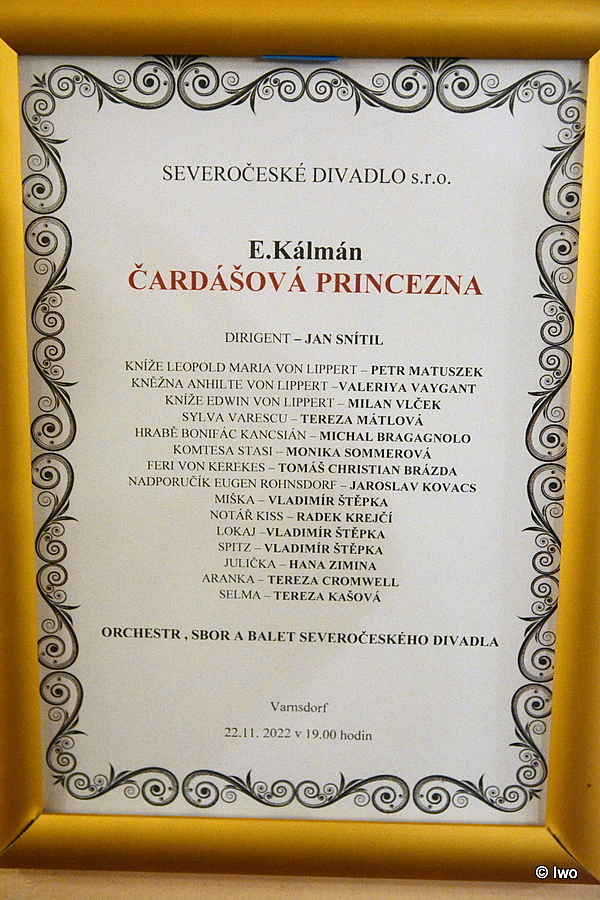 SEVEROČESKÉ DIVADLO s.r.o.
E.Kálmán
ČARDÁŠOVÁ PRINCEZNA
DIRIGENT – JAN SNÍTIL
KNÍŽE LEOPOLD MARIA VON LIPPERT – PETR MATUSZEK
KNĚŽNA ANHILTE VON LIPPERT –VALERIYA VAYGANT
KNÍŽE EDWIN VON LIPPERT – MILAN VLČEK
SYLVA VARESCU – TEREZA MÁTLOVÁ
HRABĚ BONIFÁC KANCSIÁN – MICHAL BRAGAGNOLO
KOMTESA STASI – MONIKA SOMMEROVÁ
FERI VON KEREKES – TOMÁŠ CHRISTIAN BRÁZDA
NADPORUČÍK EUGEN ROHNSDORF – JAROSLAV KOVACS
MIŠKA – VLADIMÍR ŠTĚPKA
NOTÁŘ KISS – RADEK KREJČÍ
LOKAJ –VLADIMÍR ŠTĚPKA
SPITZ – VLADIMÍR ŠTĚPKA
JULIČKA – HANA ZIMINA
ARANKA – TEREZA CROMWELL
SELMA – TEREZA KAŠOVÁ
ORCHESTR , SBOR A BALET SEVEROČESKÉHO DIVADLA
Varnsdorf
22.11. 2022 v 19.00 hodin
© Iwo